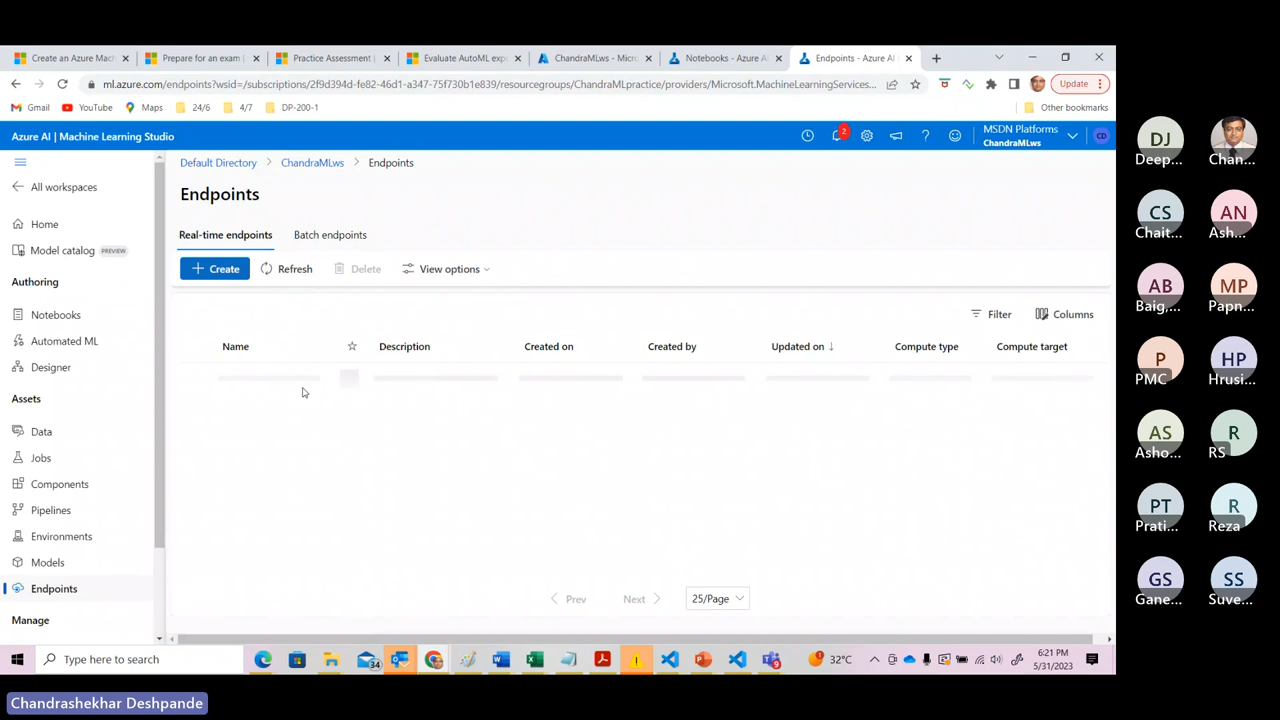 Create an Azure Mac
Prepare for an exam
Practice Assessment
Evaluate AutoML exp
ChandraMLws - Micro
Notebooks - Azure AI
Endpoints - Azure AI
ml.azure.com/endpoints?wsid=/subscriptions/2f9d394d-fe82-46d1-a347-75f730b1e839/resourcegroups/ChandraMLpractice/providers/Microsoft.MachineLearningServices...
Update
Gmail
YouTube
Maps
24/6
4/7
DP-200-1
Other bookmarks
Azure AI | Machine Learning Studio
2
MSDN Platforms
ChandraMLws
CD
Default Directory > ChandraMLws > Endpoints
All workspaces
Home
Model catalog PREVIEW
Authoring
Notebooks
Automated ML
Designer
Assets
Data
Jobs
Components
Pipelines
Environments
Models
Endpoints
Manage
Endpoints
Real-time endpoints
Batch endpoints
+ Create
Refresh
Delete
View options
Filter
Columns
Name
Description
Created on
Created by
Updated on ↓
Compute type
Compute target
Prev
Next
25/Page
DJ
Deep...
Chan...
CS
Chait...
AN
Ash...
AB
Baig,...
MP
Papn...
P
PMC
HP
Hrusi...
AS
Asho...
R
RS
PT
Prati...
R
Reza
GS
Gane...
SS
Suve...
Type here to search
34
9
32°C
6:21 PM
5/31/2023
Chandrashekhar Deshpande